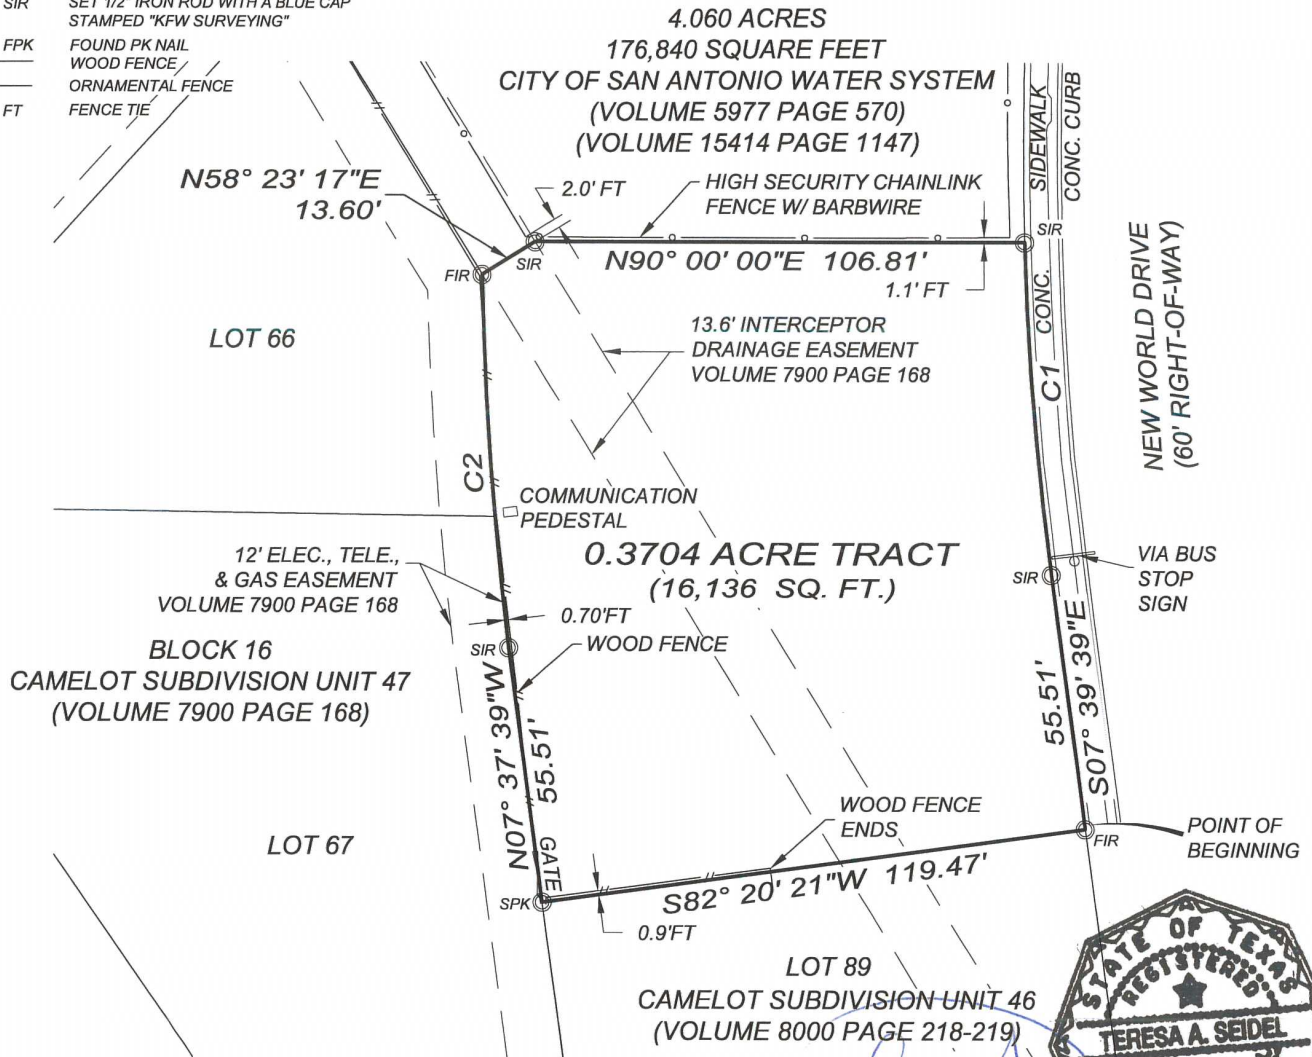 SIR SET 1/2" IRON ROD WITH A BLUE CAP
STAMPED "KFW SURVEYING"
FPK FOUND PK NAIL
WOOD FENCE
ORNAMENTAL FENCE
FT FENCE TIE
4.060 ACRES
176,840 SQUARE FEET
CITY OF SAN ANTONIO WATER SYSTEM
(VOLUME 5977 PAGE 570)
(VOLUME 15414 PAGE 1147)
SIDEWALK
CONC. CURB
N58° 23' 17"E
13.60'
2.0' FT
HIGH SECURITY CHAINLINK
FENCE W/ BARBWIRE
SIR
SIR
FIR
N90° 00' 00"E 106.81'
1.1' FT
CONC.
NEW WORLD DRIVE
(60' RIGHT-OF-WAY)
LOT 66
13.6' INTERCEPTOR
DRAINAGE EASEMENT
VOLUME 7900 PAGE 168
C1
C2
COMMUNICATION
PEDESTAL
12' ELEC., TELE.,
& GAS EASEMENT
VOLUME 7900 PAGE 168
0.3704 ACRE TRACT
(16,136 SQ. FT.)
VIA BUS
STOP
SIGN
SIR
0.70'FT
WOOD FENCE
SIR
BLOCK 16
CAMELOT SUBDIVISION UNIT 47
(VOLUME 7900 PAGE 168)
N07° 37' 39"W
55.51'
55.51'
S07° 39' 39"E
LOT 67
GATE
WOOD FENCE
ENDS
POINT OF
BEGINNING
FIR
SPK
S82° 20' 21"W 119.47'
0.9'FT
LOT 89
CAMELOT SUBDIVISION UNIT 46
(VOLUME 8000 PAGE 218-219)
STATE OF TEXAS
REGISTERED
TERESA A. SEIDEL